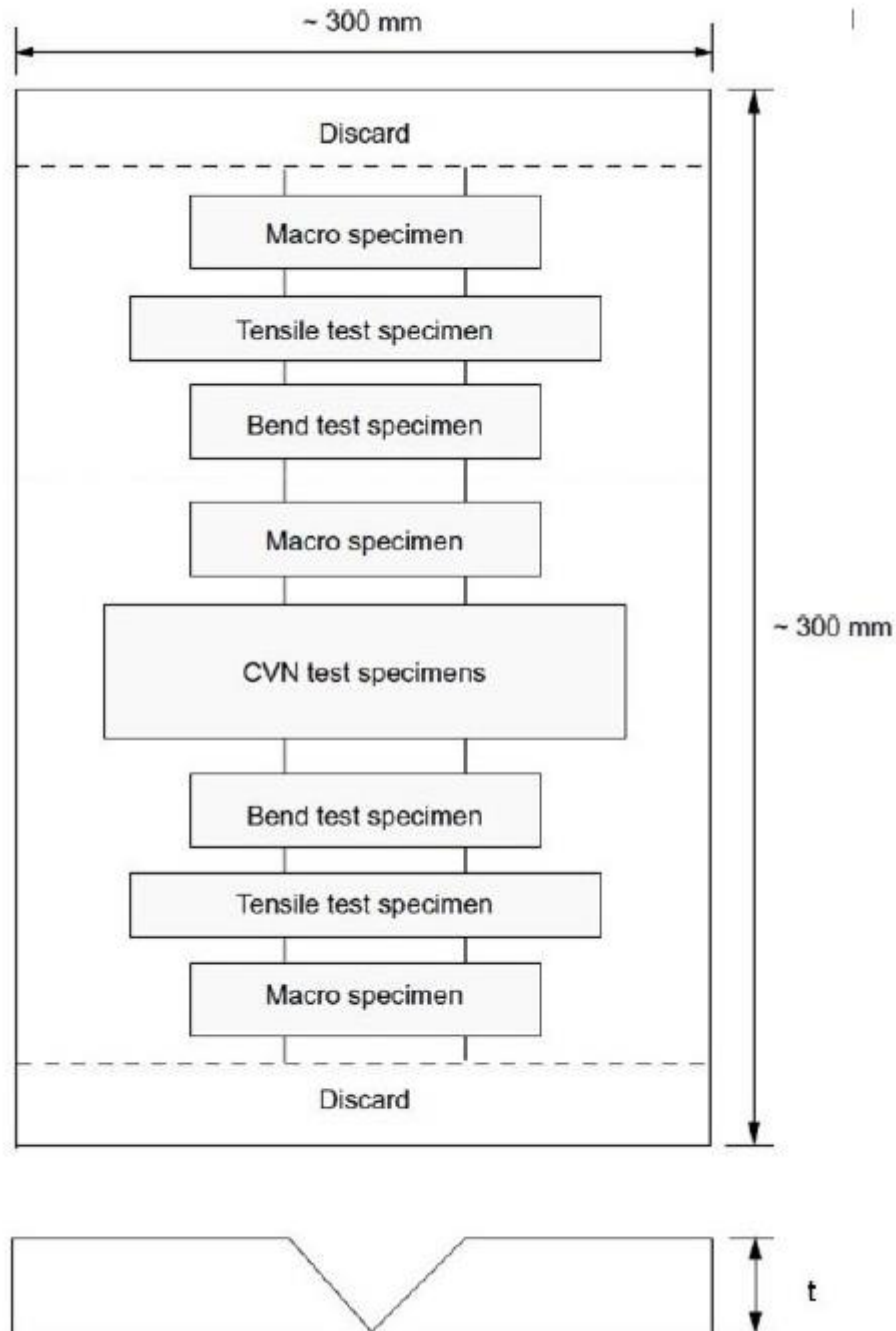 ~ 300 mm
Discard
Macro specimen
Tensile test specimen
Bend test specimen
Macro specimen
CVN test specimens
~ 300 mm
Bend test specimen
Tensile test specimen
Macro specimen
Discard
t